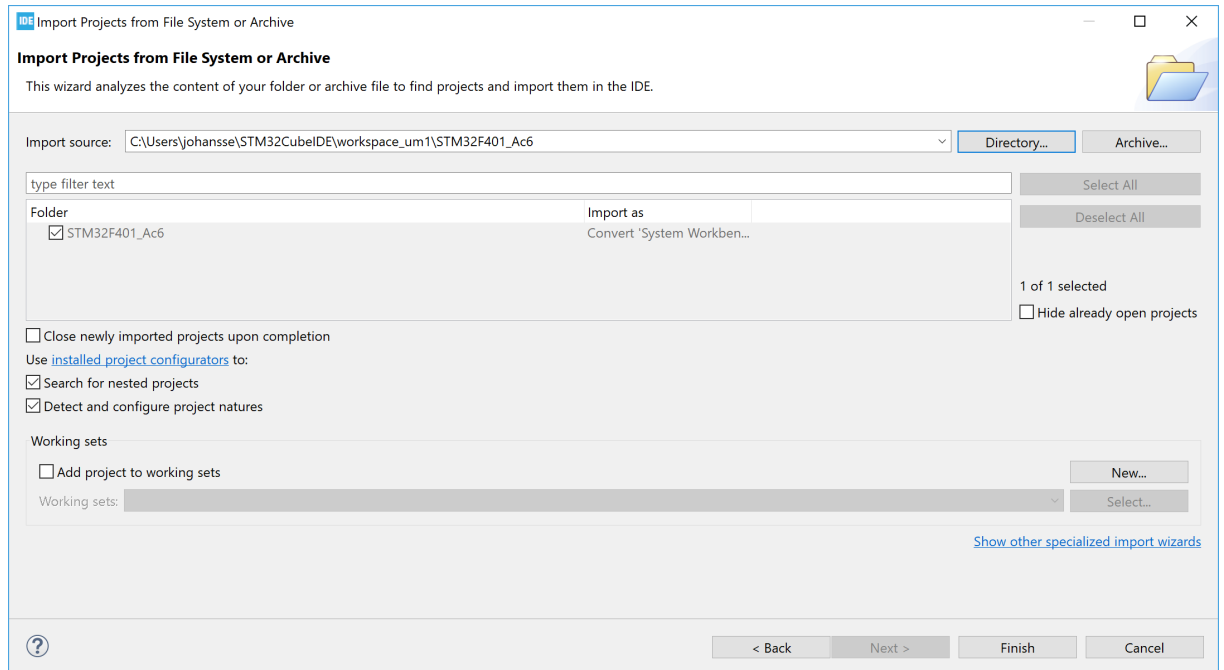 IDE Import Projects from File System or Archive
Import Projects from File System or Archive
This wizard analyzes the content of your folder or archive file to find projects and import them in the IDE.
Import source: C:\Users\johansse\STM32CubeIDE\workspace_um1\STM32F401_Ac6 Directory... Archive...
type filter text Select All
Folder Import as Deselect All
STM32F401_Ac6 Convert 'System Workben...
1 of 1 selected
Hide already open projects
Close newly imported projects upon completion
Use installed project configurators to:
Search for nested projects
Detect and configure project natures
Working sets
Add project to working sets New...
Working sets: Select...
Show other specialized import wizards
? < Back Next > Finish Cancel